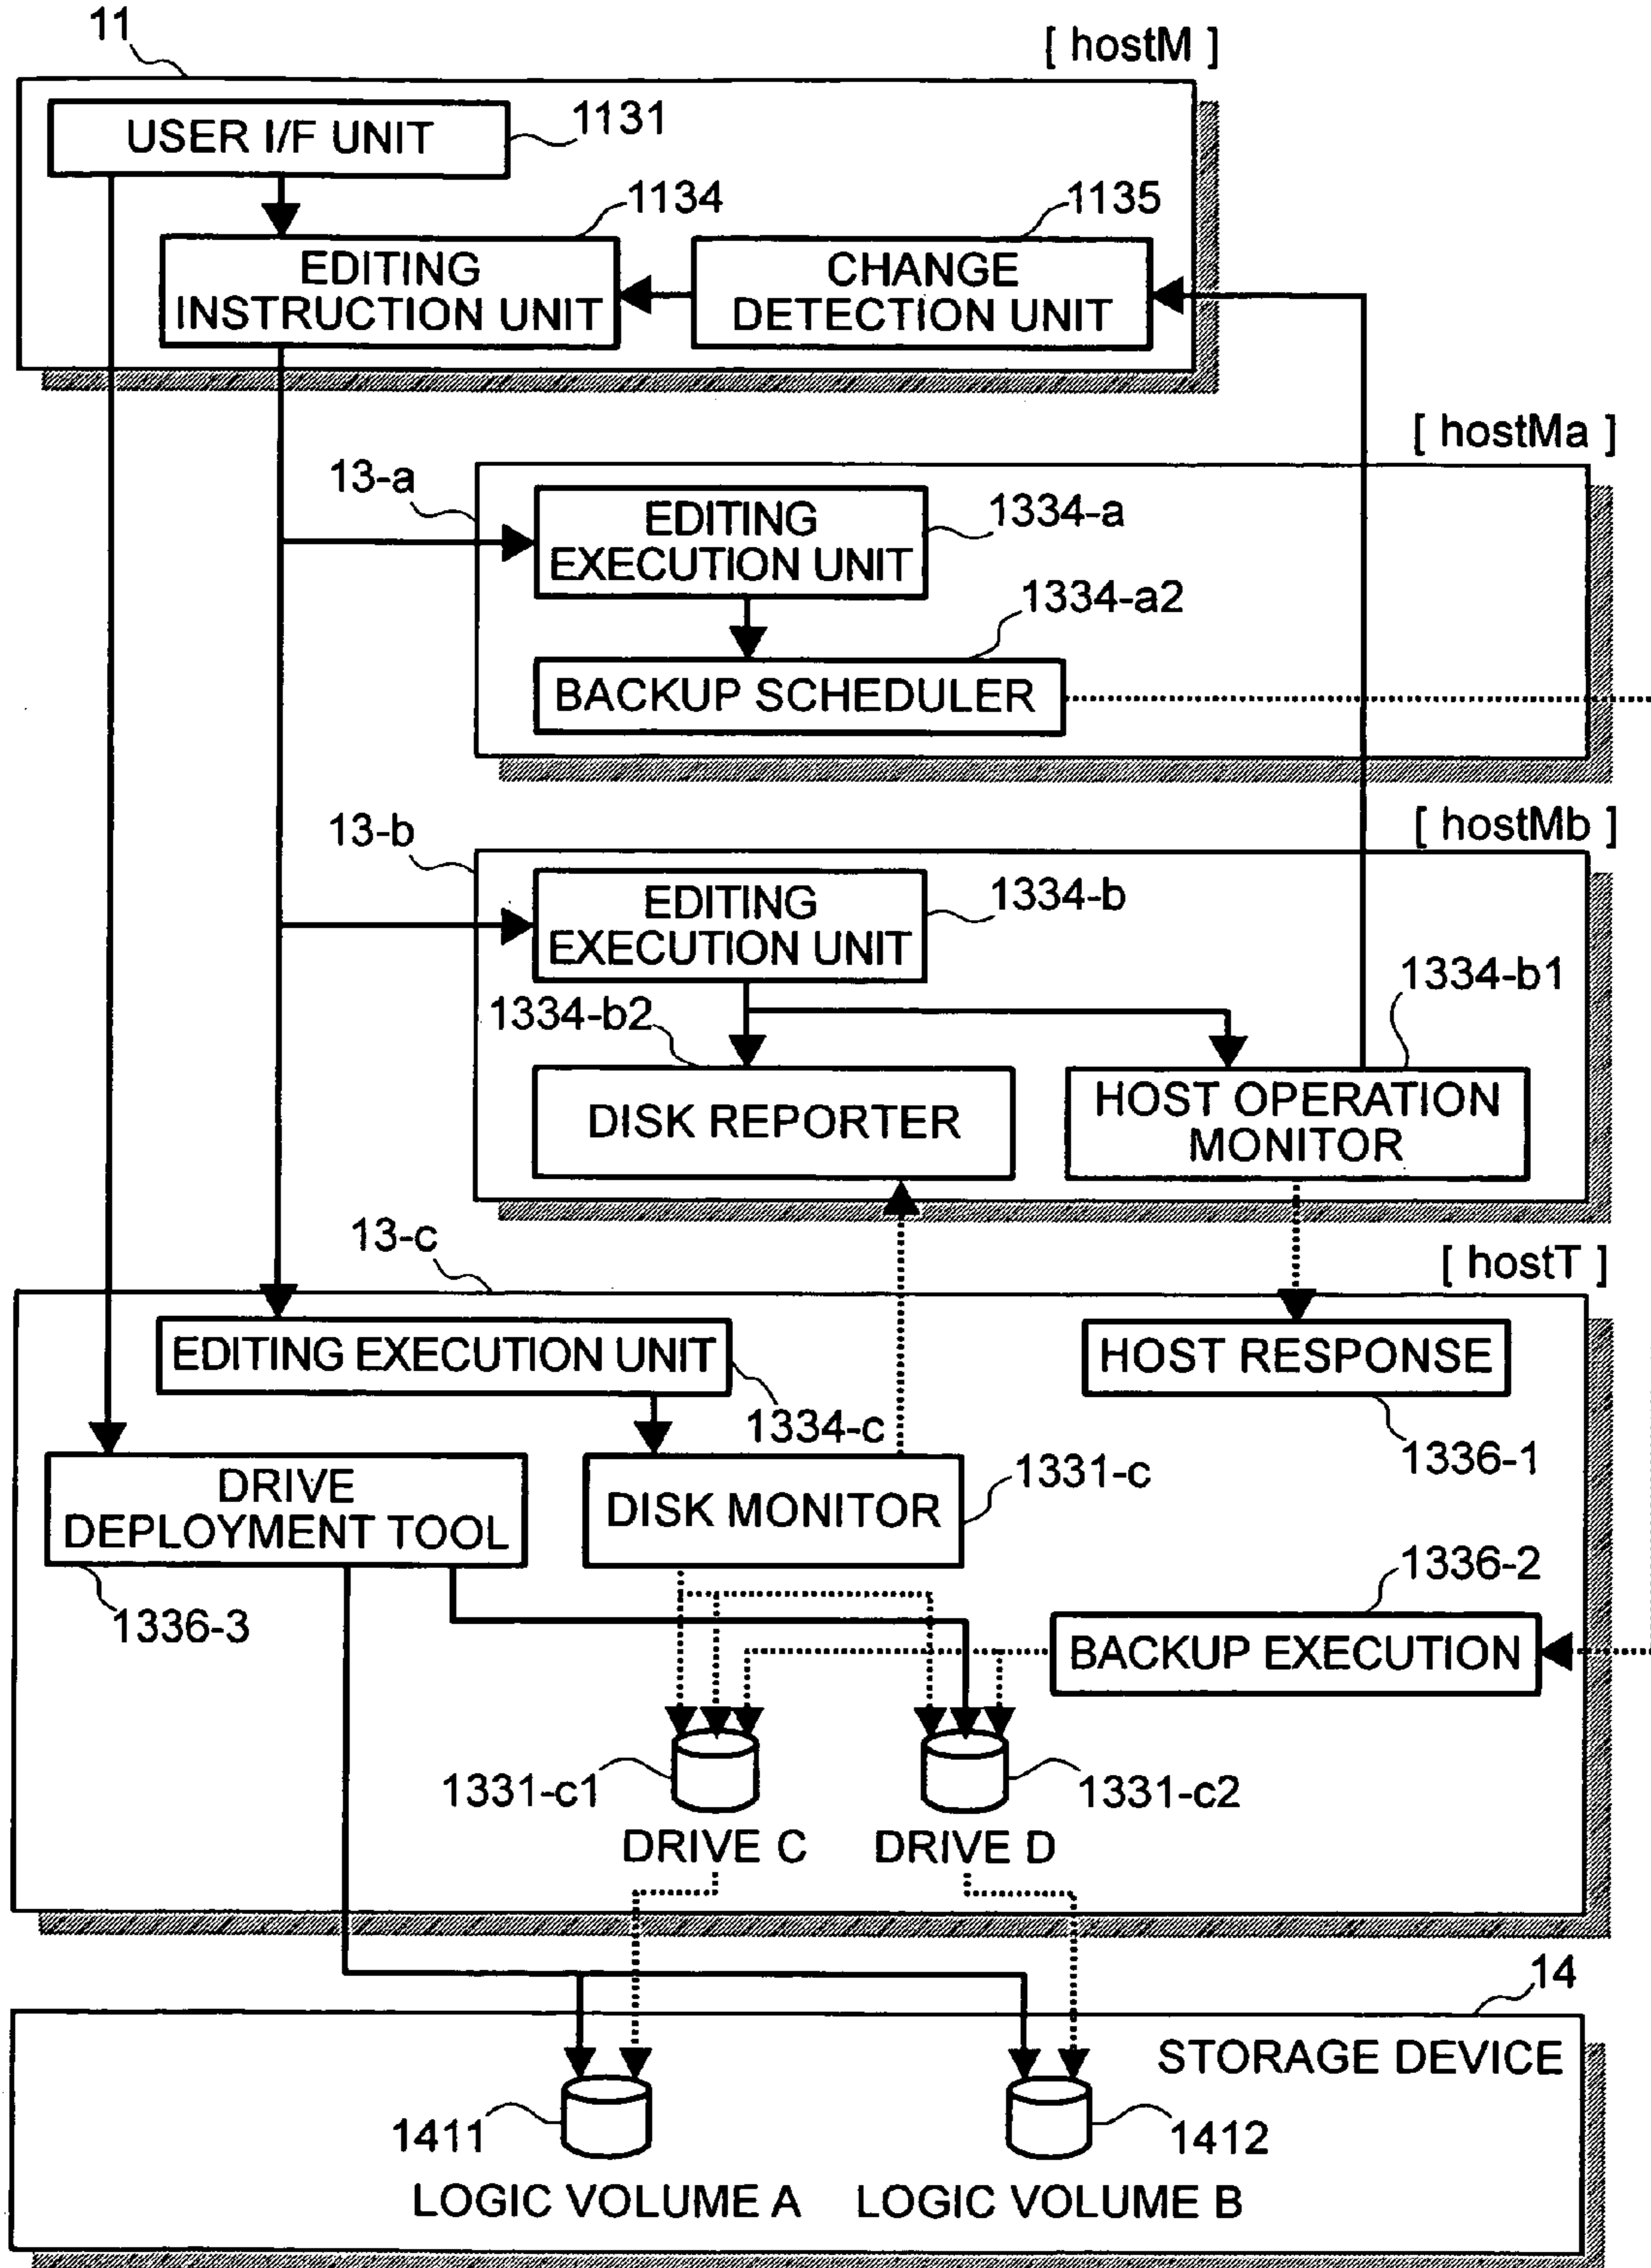 11
[ hostM ]
USER I/F UNIT
1131
1134
1135
EDITING
INSTRUCTION UNIT
CHANGE
DETECTION UNIT
[ hostMa ]
13-a
EDITING
EXECUTION UNIT
1334-a
1334-a2
BACKUP SCHEDULER
[ hostMb ]
13-b
EDITING
EXECUTION UNIT
1334-b
1334-b1
1334-b2
DISK REPORTER
HOST OPERATION
MONITOR
13-c
[ hostT ]
EDITING EXECUTION UNIT
HOST RESPONSE
1334-c
1336-1
DRIVE
DEPLOYMENT TOOL
DISK MONITOR
1331-c
1336-3
1336-2
BACKUP EXECUTION
1331-c1
1331-c2
DRIVE C
DRIVE D
14
STORAGE DEVICE
1411
1412
LOGIC VOLUME A
LOGIC VOLUME B